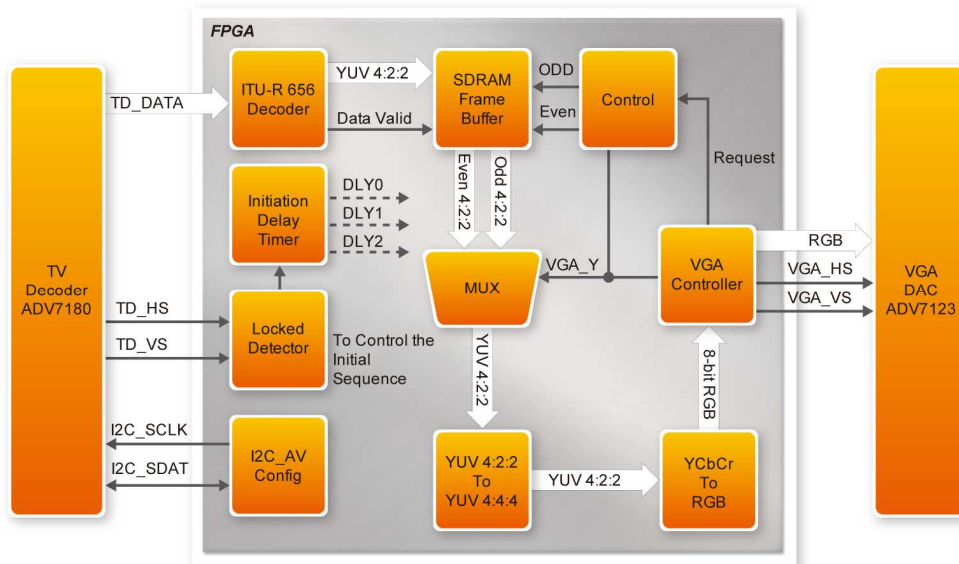 FPGA
TV
Decoder
ADV7180
TD_DATA
ITU-R 656
Decoder
YUV 4:2:2
Data Valid
SDRAM
Frame
Buffer
ODD
Even
Control
Request
Initiation
Delay
Timer
DLY0
DLY1
DLY2
Even 4:2:2
Odd 4:2:2
MUX
VGA_Y
VGA
Controller
RGB
VGA_HS
VGA_VS
VGA
DAC
ADV7123
TD_HS
TD_VS
Locked
Detector
To Control the
Initial
Sequence
YUV 4:2:2
8-bit RGB
I2C_SCLK
I2C_SDAT
I2C_AV
Config
YUV 4:2:2
To
YUV 4:4:4
YUV 4:2:2
YCbCr
To
RGB